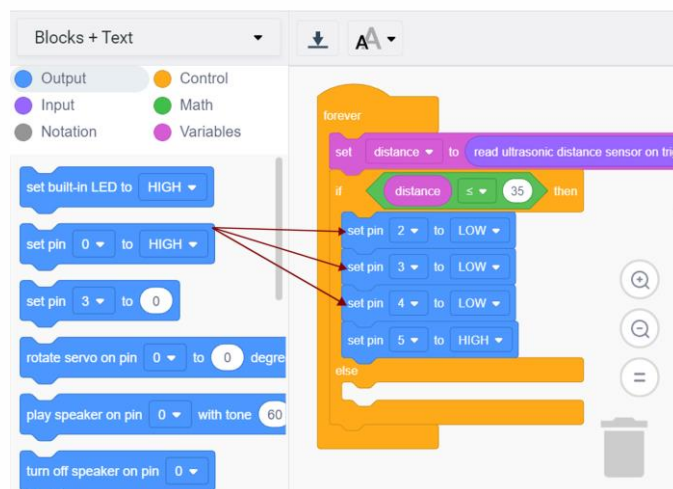 Blocks + Text
AA
Output
Control
Input
Math
Notation
Variables
set built-in LED to HIGH
set pin 0 to HIGH
set pin 3 to 0
rotate servo on pin 0 to 0 degre
play speaker on pin 0 with tone 60
turn off speaker on pin 0
forever
set distance to read ultrasonic distance sensor on tri
if distance ≤ 35 then
set pin 2 to LOW
set pin 3 to LOW
set pin 4 to LOW
set pin 5 to HIGH
else